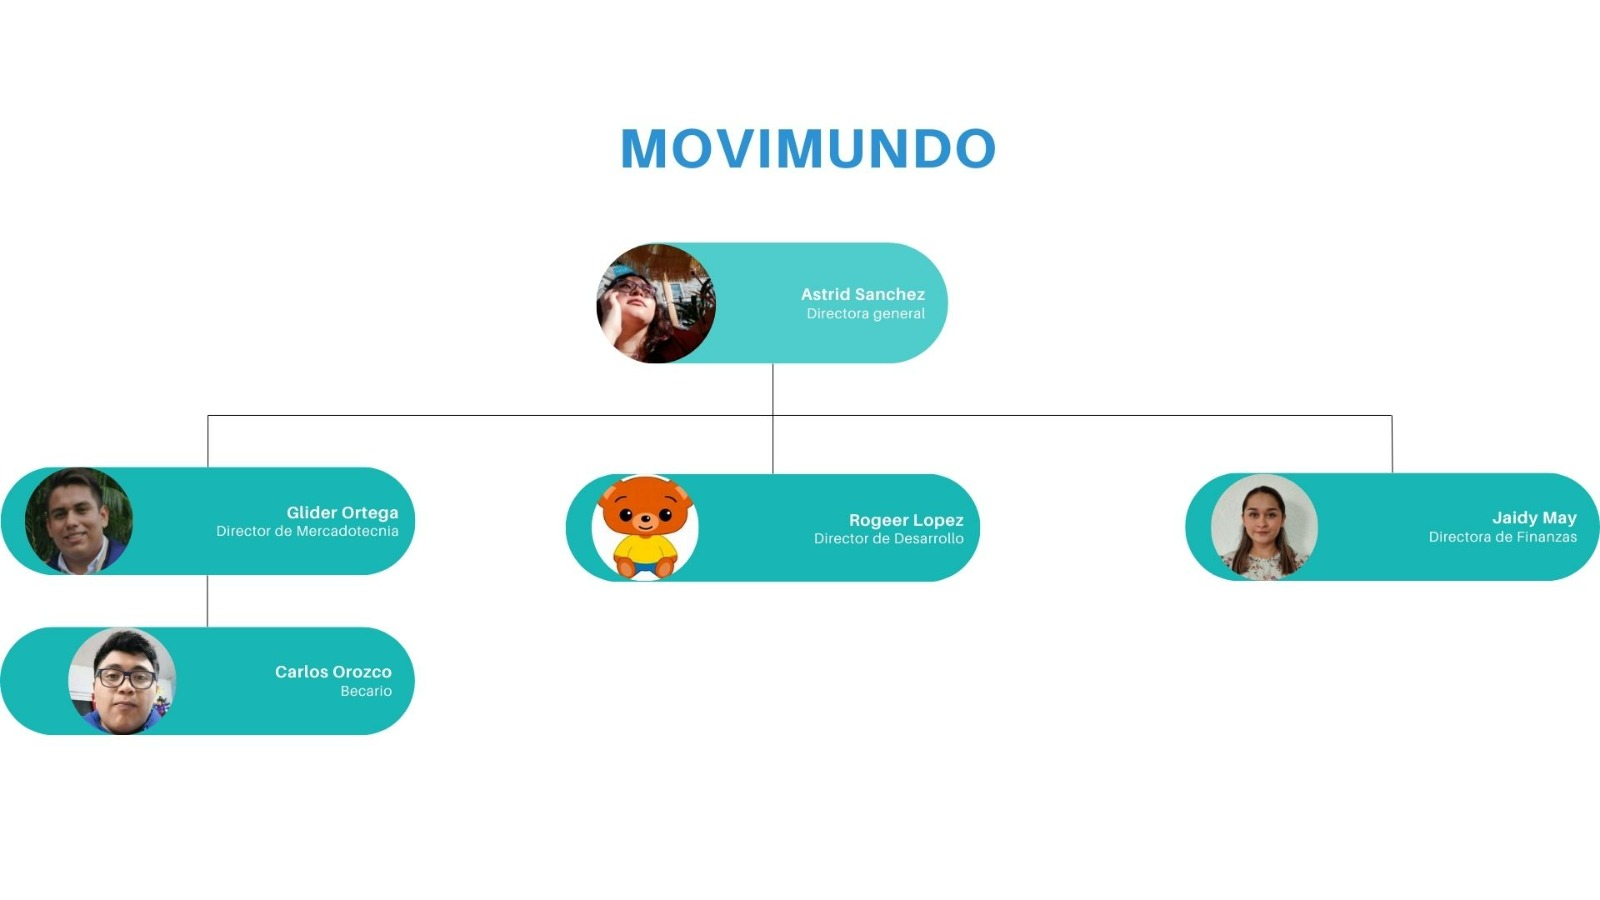 MOVIMUNDO
Astrid Sanchez
Directora general
Glider Ortega
Director de Mercadotecnia
Rogeer Lopez
Director de Desarrollo
Jaidy May
Directora de Finanzas
Carlos Orozco
Becario